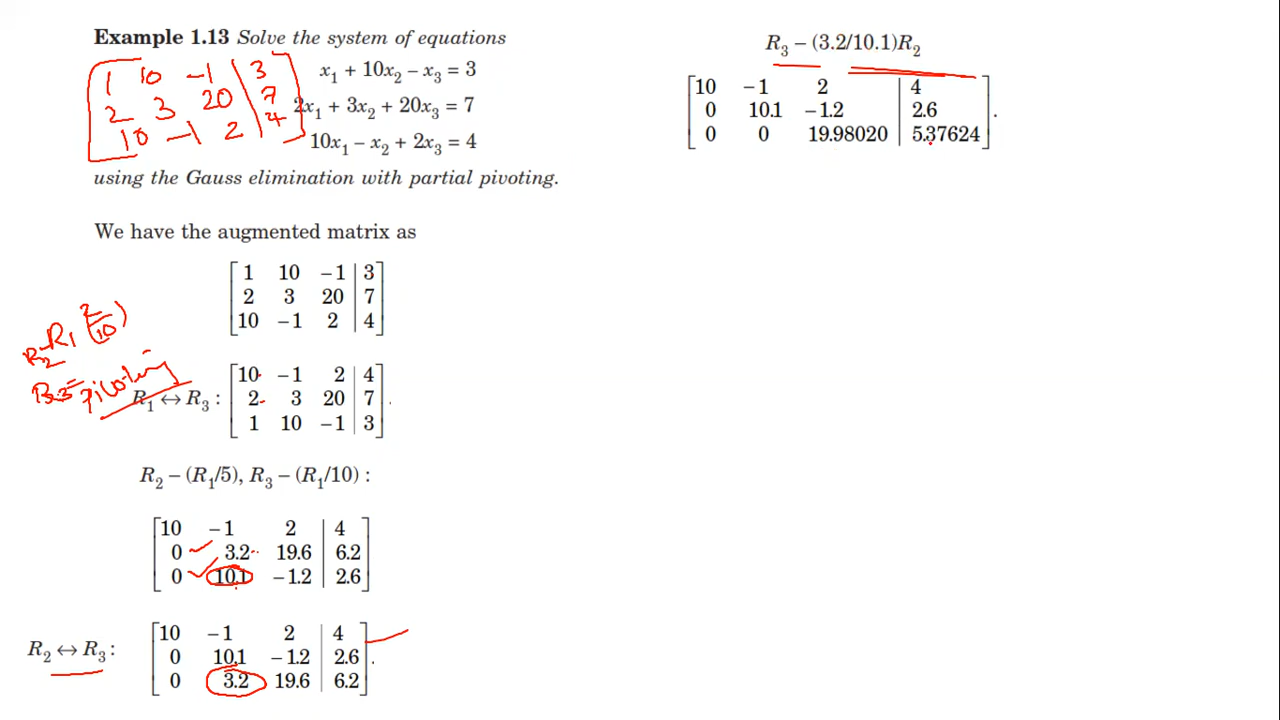 Example 1.13 Solve the system of equations
x₁ + 10x₂ – x₃ = 3
2x₁ + 3x₂ + 20x₃ = 7
10x₁ – x₂ + 2x₃ = 4
1 10 -1 | 3
2 3 20 | 7
10 -1 2 | 4
using the Gauss elimination with partial pivoting.
We have the augmented matrix as
1 10 – 1 | 3
2 3 20 | 7
10 – 1 2 | 4
R₂ - R₁ (2/10)
pivoting
R₁ ↔ R₃ :
10 – 1 2 | 4
2 3 20 | 7
1 10 – 1 | 3
.
R₂ – (R₁/5), R₃ – (R₁/10) :
10 – 1 2 | 4
0 3.2 19.6 | 6.2
0 10.1 – 1.2 | 2.6
R₂ ↔ R₃ :
10 – 1 2 | 4
0 10.1 – 1.2 | 2.6
0 3.2 19.6 | 6.2
.
R₃ – (3.2/10.1)R₂
10 – 1 2 | 4
0 10.1 – 1.2 | 2.6
0 0 19.98020 | 5.37624
.